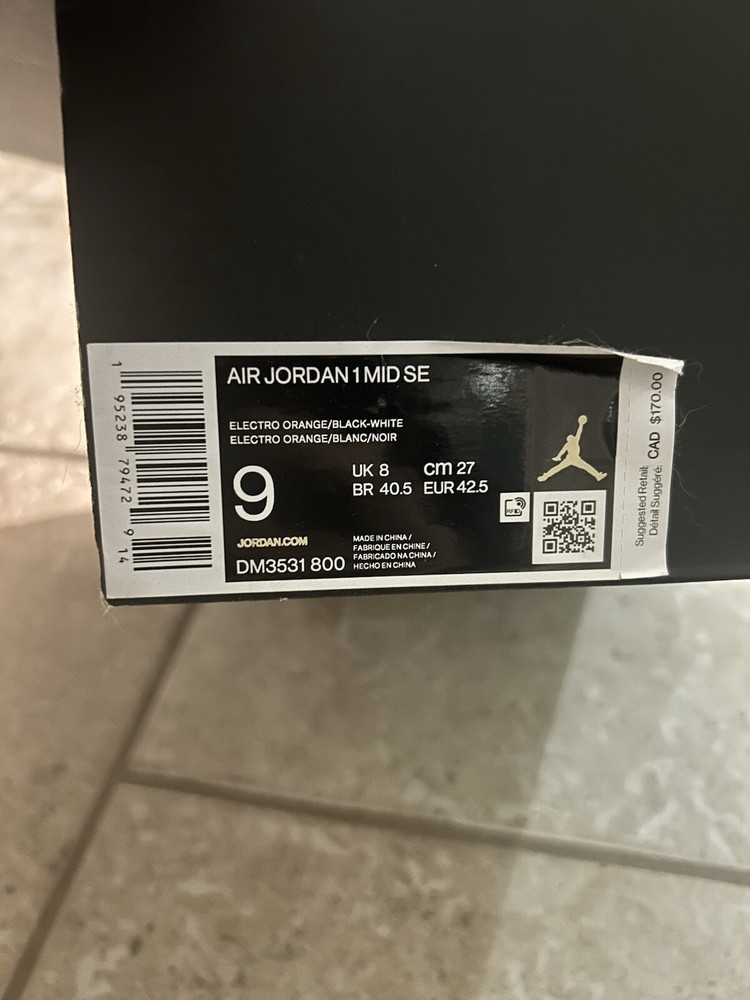 AIR JORDAN 1 MID SE
ELECTRO ORANGE/BLACK-WHITE
ELECTRO ORANGE/BLANC/NOIR
9
UK 8
cm 27
BR 40.5
EUR 42.5
JORDAN.COM
DM3531 800
MADE IN CHINA /
FABRIQUE EN CHINE /
FABRICADO NA CHINA /
HECHO EN CHINA
RFID
1 95238 79472 9 14
Suggested Retail:
Détail Suggéré:
CAD $170.00